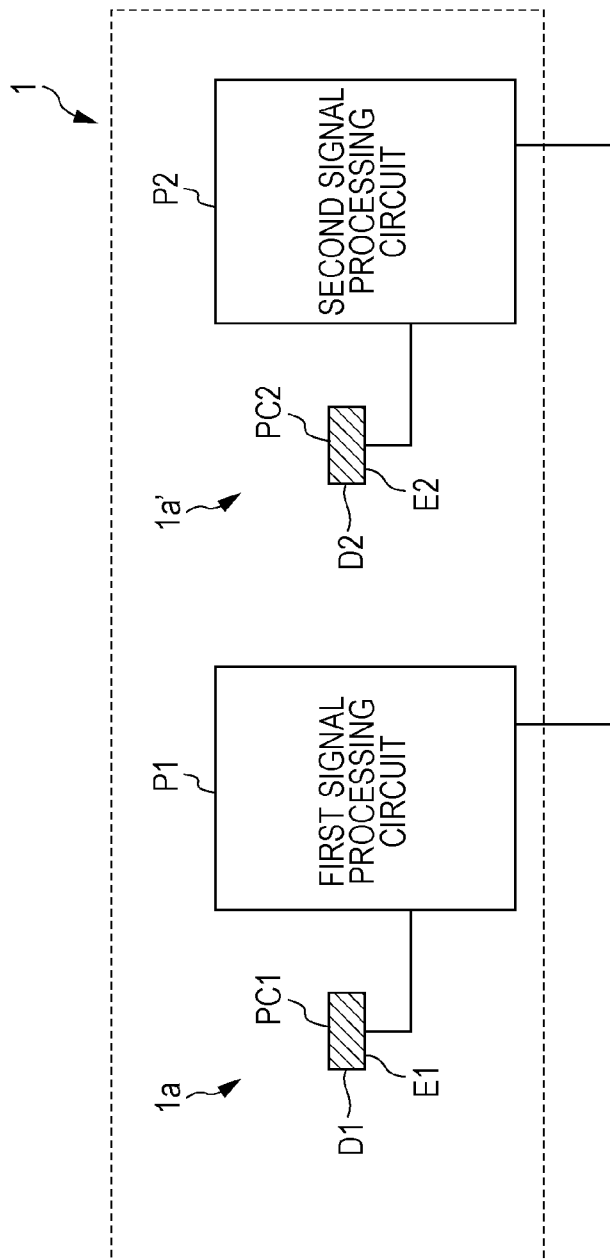 1
1a
P1
1a’
P2
PC1
FIRST SIGNAL
PROCESSING
CIRCUIT
PC2
SECOND SIGNAL
PROCESSING
CIRCUIT
D1
E1
D2
E2